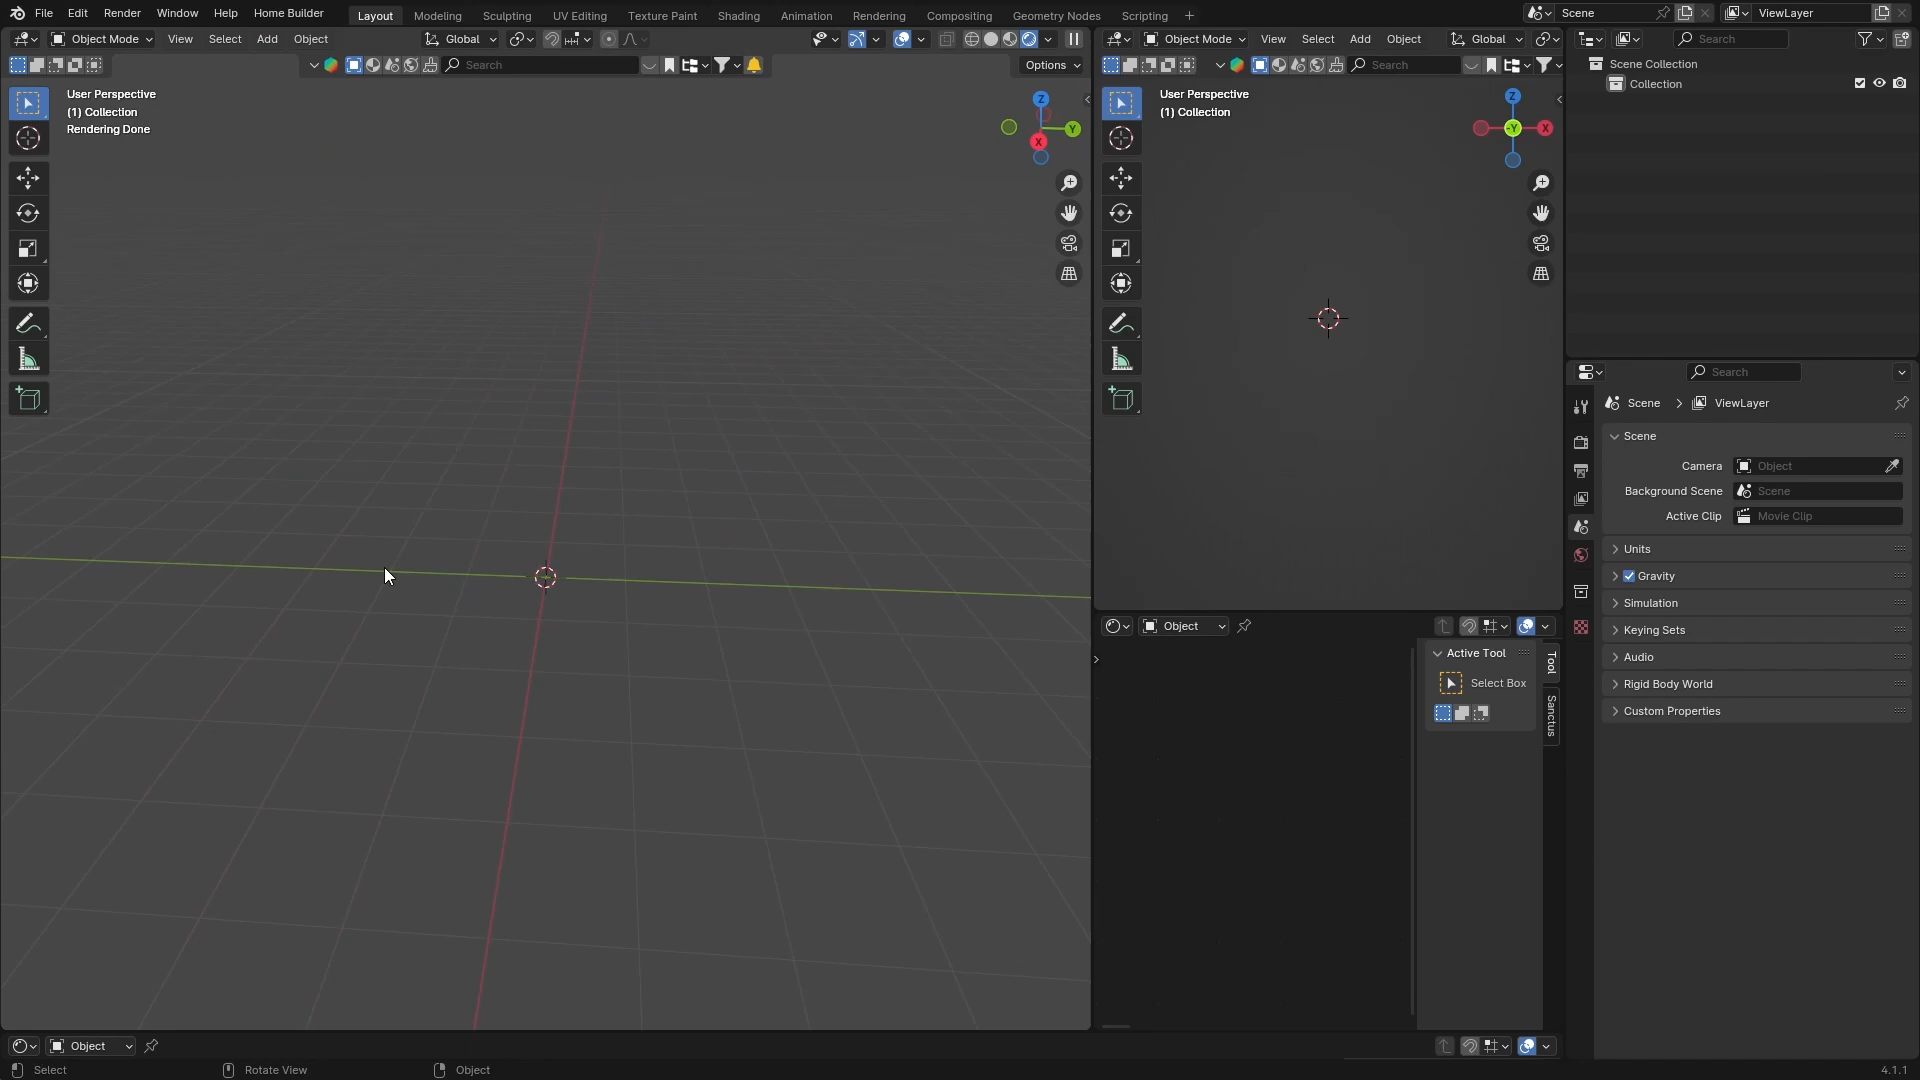 File Edit Render Window Help Home Builder Layout Modeling Sculpting UV Editing Texture Paint Shading Animation Rendering Compositing Geometry Nodes Scripting + Scene ViewLayer
Object Mode View Select Add Object Global
Search Options
User Perspective
(1) Collection
Rendering Done
Z
Y
X
Object Mode View Select Add Object Global
Search
User Perspective
(1) Collection
Z
-Y X
Search
Scene Collection
Collection
Search
Scene > ViewLayer
Scene
Camera Object
Background Scene Scene
Active Clip Movie Clip
Units
Gravity
Simulation
Keying Sets
Audio
Rigid Body World
Custom Properties
Object
Active Tool
Select Box
Tool
Sanctus
Object
Select Rotate View Object 4.1.1